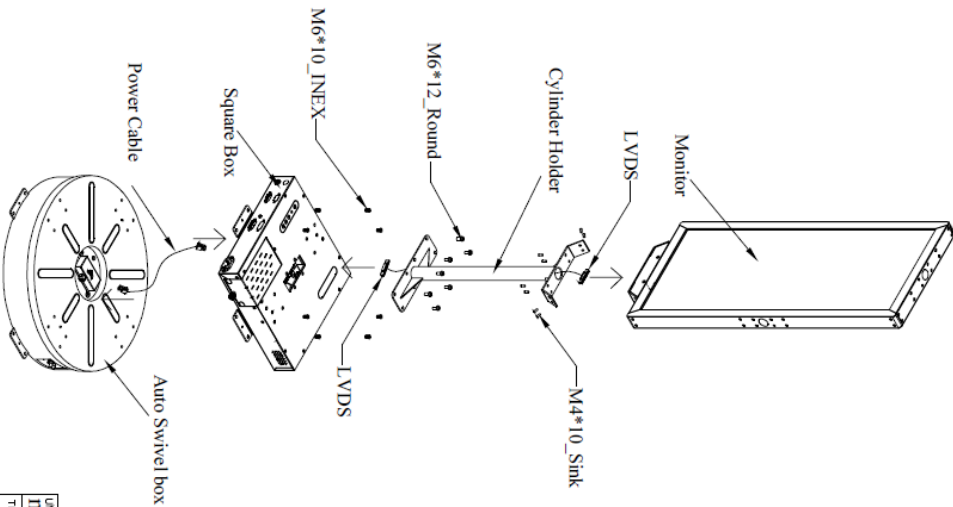 Monitor
LVDS
Cylinder Holder
M6*12_Round
M6*10_INEX
Square Box
Power Cable
M4*10_Sink
LVDS
Auto Swivel box